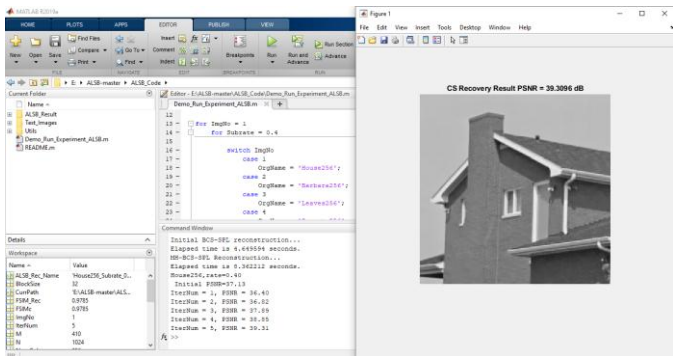 MATLAB R2019a
HOME PLOTS APPS EDITOR PUBLISH VIEW
New Open Save Find Files Compare Print Go To Find Insert Comment Indent Breakpoints Run Run and Advance Run Section Advance
FILE NAVIGATE EDIT BREAKPOINTS RUN
E: ALSB-master ALSB_Code
Current Folder
Name
ALSB_Result
Test_Images
Utils
Demo_Run_Experiment_ALSB.m
README.m
Details
Workspace
Name Value
ALSB_Rec_Name 'House256_Subrate_0...
BlockSize 32
CurrPath 'E:\ALSB-master\ALS...
FSIM_Rec 0.9785
FSIMc 0.9785
ImgNo 1
IterNum 5
M 410
N 1024
Editor - E:\ALSB-master\ALSB_Code\Demo_Run_Experiment_ALSB.m
Demo_Run_Experiment_ALSB.m
12
13 for ImgNo = 1
14 for Subrate = 0.4
15
16 switch ImgNo
17 case 1
18 OrgName = 'House256';
19 case 2
20 OrgName = 'Barbara256';
21 case 3
22 OrgName = 'Leaves256';
23 case 4
Command Window
Initial BCS-SPL reconstruction...
Elapsed time is 4.669594 seconds.
MH-BCS-SPL Reconstruction...
Elapsed time is 8.362212 seconds.
House256,rate=0.40
Initial PSNR=37.13
IterNum = 1, PSNR = 36.40
IterNum = 2, PSNR = 36.82
IterNum = 3, PSNR = 37.89
IterNum = 4, PSNR = 38.85
IterNum = 5, PSNR = 39.31
fx >>
Figure 1
File Edit View Insert Tools Desktop Window Help
CS Recovery Result PSNR = 39.3096 dB